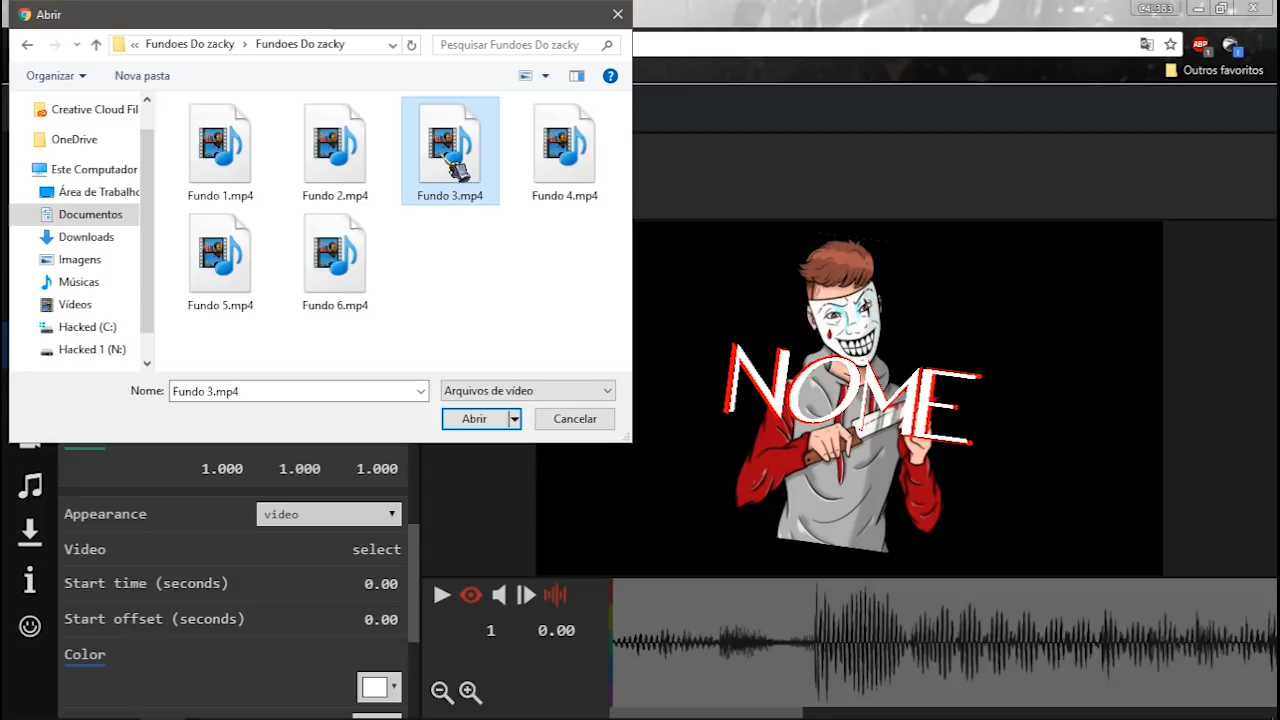 Abrir
C4L333
Fundoes Do zacky
Fundoes Do zacky
Pesquisar Fundoes Do zacky
Organizar
Nova pasta
ABP
1
1
Outros favoritos
Creative Cloud Fil
OneDrive
Este Computador
Área de Trabalho
Documentos
Downloads
Imagens
Músicas
Vídeos
Hacked (C:)
Hacked 1 (N:)
Fundo 1.mp4
Fundo 2.mp4
Fundo 3.mp4
Fundo 4.mp4
Fundo 5.mp4
Fundo 6.mp4
Nome:
Fundo 3.mp4
Arquivos de vídeo
Abrir
Cancelar
NOME
1.000 1.000 1.000
Appearance
video
Video
select
Start time (seconds)
0.00
Start offset (seconds)
0.00
Color
1
0.00